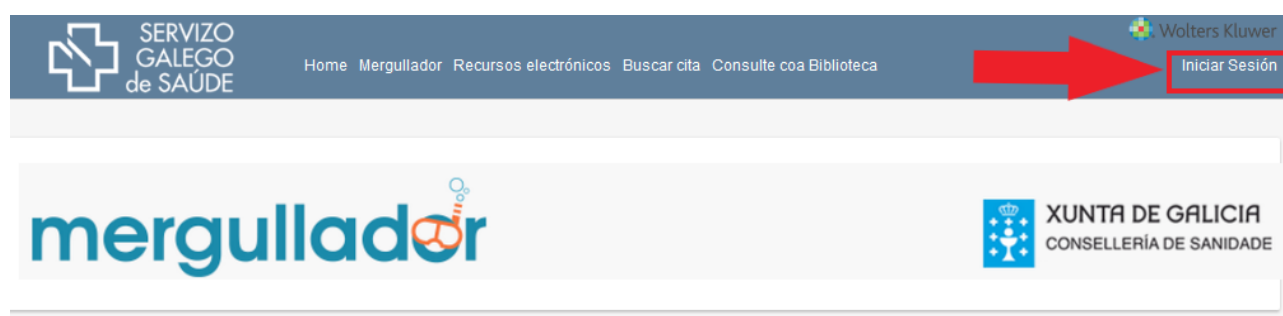 SERVIZO
GALEGO
de SAÚDE
Home Mergullador Recursos electrónicos Buscar cita Consulte coa Biblioteca
Wolters Kluwer
Iniciar Sesión
mergullador
XUNTA DE GALICIA
CONSELLERÍA DE SANIDADE